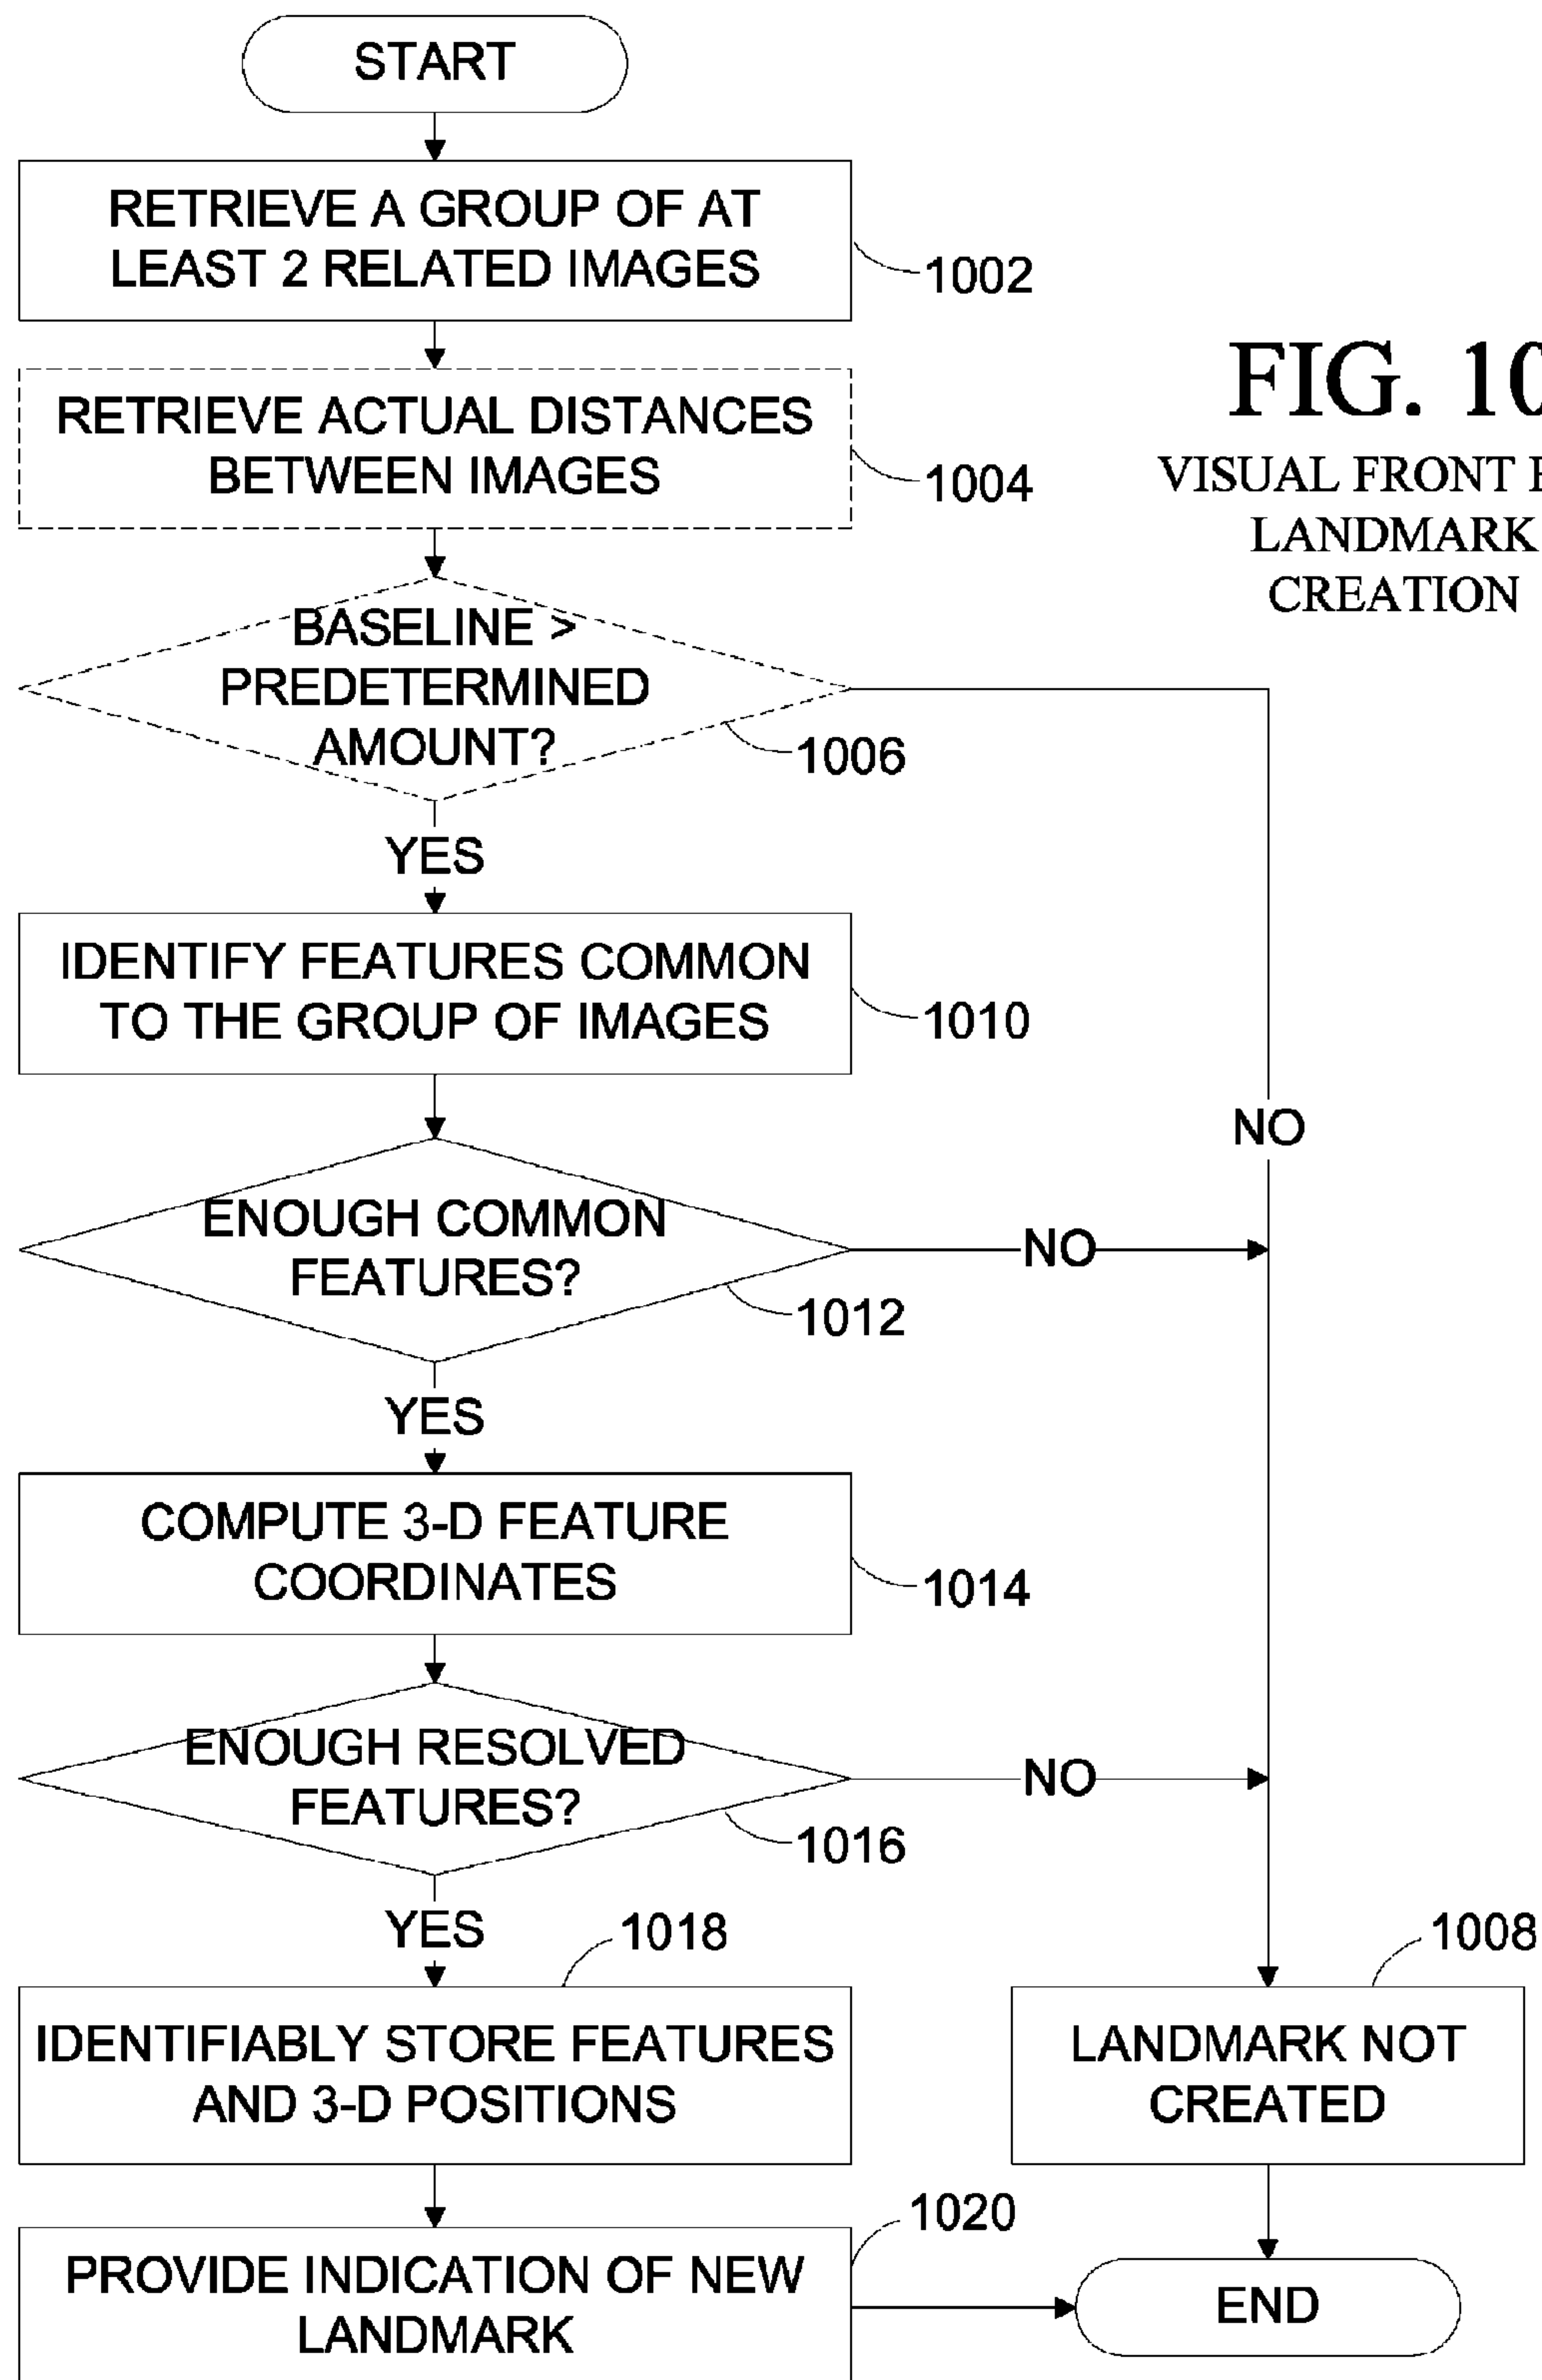 START
RETRIEVE A GROUP OF AT
LEAST 2 RELATED IMAGES
1002
RETRIEVE ACTUAL DISTANCES
BETWEEN IMAGES
1004
FIG. 10
VISUAL FRONT
LANDMARK
CREATION
BASELINE >
PREDETERMINED
AMOUNT?
1006
YES
IDENTIFY FEATURES COMMON
TO THE GROUP OF IMAGES
1010
NO
ENOUGH COMMON
FEATURES?
NO
1012
YES
COMPUTE 3-D FEATURE
COORDINATES
1014
ENOUGH RESOLVED
FEATURES?
NO
1016
YES
1018
1008
IDENTIFIABLY STORE FEATURES
AND 3-D POSITIONS
LANDMARK NOT
CREATED
1020
PROVIDE INDICATION OF NEW
LANDMARK
END